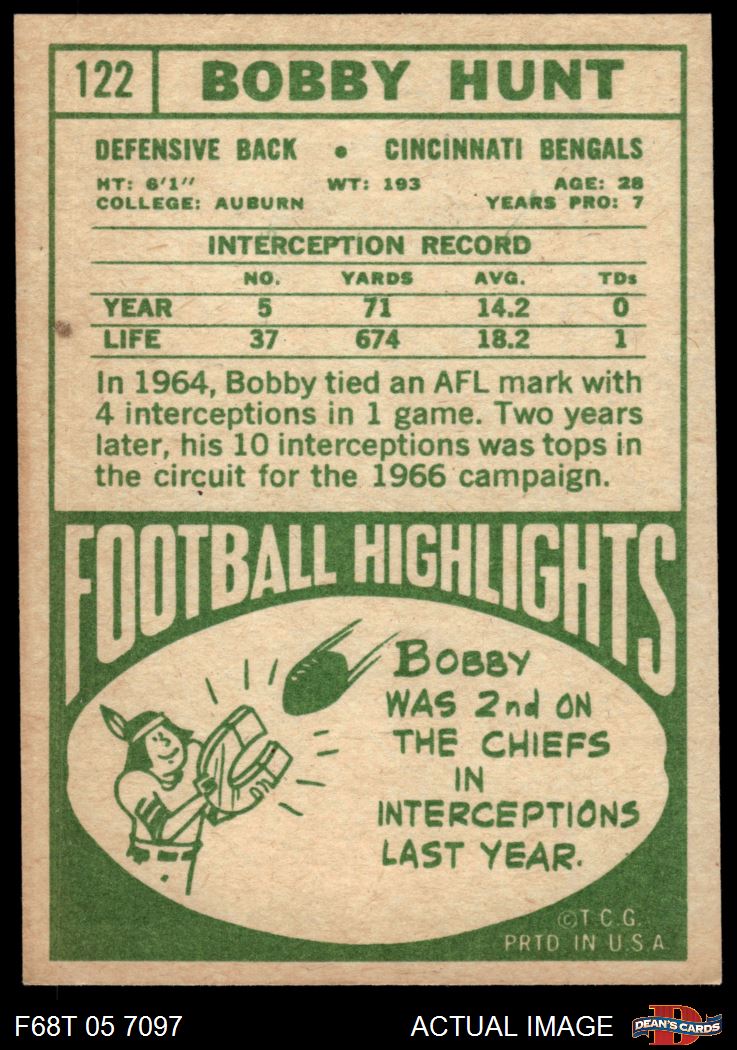 122 BOBBY HUNT
DEFENSIVE BACK • CINCINNATI BENGALS
HT: 6'1" WT: 193 AGE: 28
COLLEGE: AUBURN YEARS PRO: 7
INTERCEPTION RECORD
NO. YARDS AVG. TDs
YEAR 5 71 14.2 0
LIFE 37 674 18.2 1
In 1964, Bobby tied an AFL mark with
4 interceptions in 1 game. Two years
later, his 10 interceptions was tops in
the circuit for the 1966 campaign.
FOOTBALL HIGHLIGHTS
BOBBY
WAS 2nd ON
THE CHIEFS
IN
INTERCEPTIONS
LAST YEAR.
©T.C.G.
PRTD. IN U.S.A.
F68T 05 7097 ACTUAL IMAGE DEAN'S CARDS